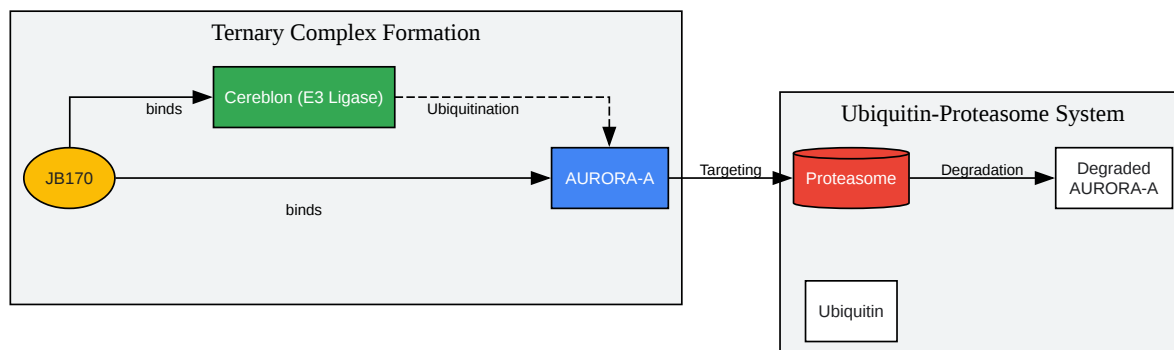 Ternary Complex Formation
Cereblon (E3 Ligase)
binds
Ubiquitination
JB170
binds
AURORA-A
Targeting
Ubiquitin-Proteasome System
Proteasome
Degradation
Degraded
AURORA-A
Ubiquitin